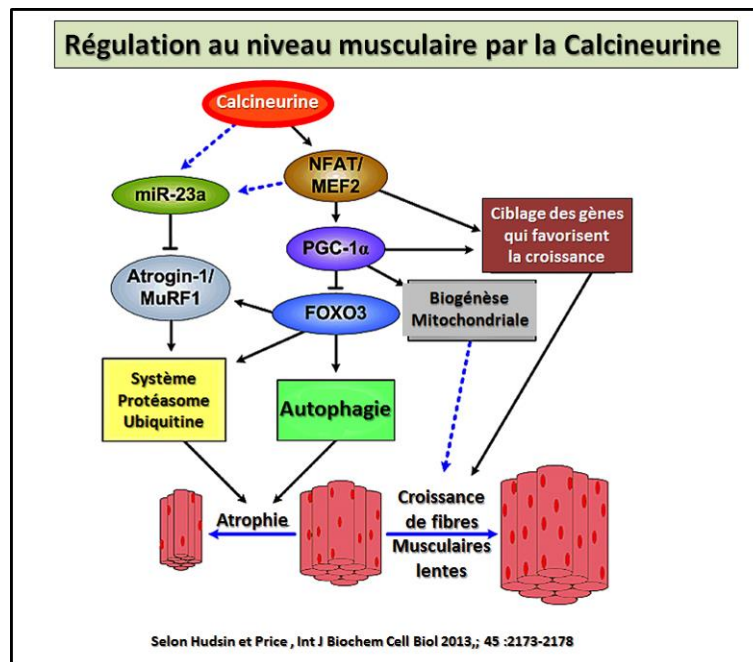 Régulation au niveau musculaire par la Calcineurine
Calcineurine
NFAT/
MEF2
miR-23a
Ciblage des gènes
qui favorisent
la croissance
PGC-1α
Atrogin-1/
MuRF1
Biogénèse
Mitochondriale
FOXO3
Système
Protéasome
Ubiquitine
Autophagie
Atrophie
Croissance
de fibres
Musculaires
lentes
Selon Hudsin et Price , Int J Biochem Cell Biol 2013,; 45 :2173-2178